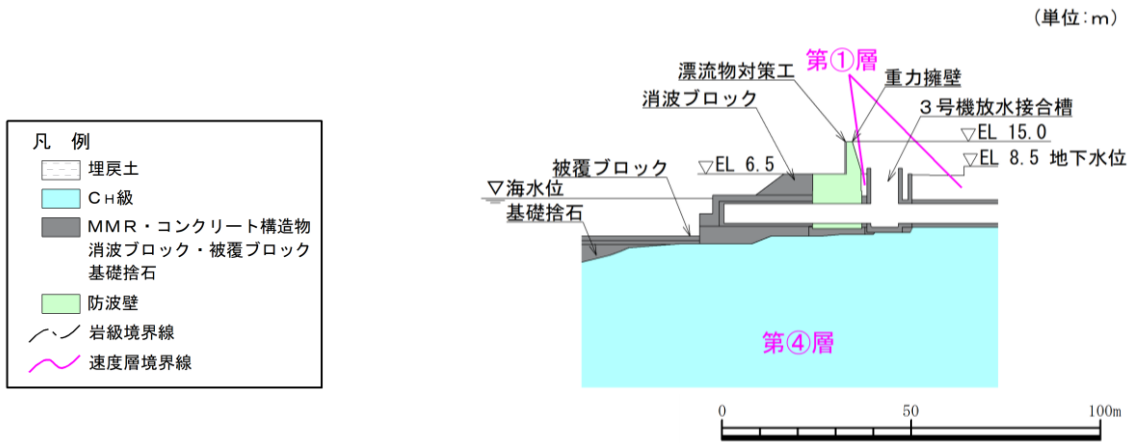 (単位:m)
第①層
漂流物対策工
重力擁壁
消波ブロック
3号機放水接合槽
▽EL 15.0
▽EL 8.5 地下水位
▽EL 6.5
被覆ブロック
▽海水位
基礎捨石
第④層
凡 例
埋戻土
CH級
MMR・コンクリート構造物
消波ブロック・被覆ブロック
基礎捨石
防波壁
岩級境界線
速度層境界線
0 50 100m